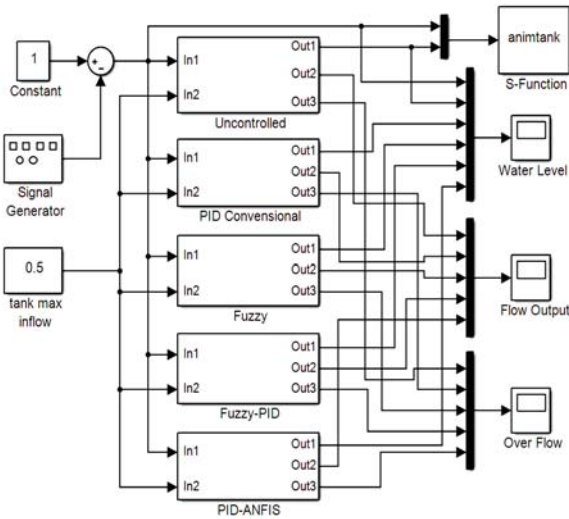 1
Constant
+
-
Signal
Generator
0.5
tank max
inflow
In1
In2
Out1
Out2
Out3
Uncontrolled
In1
In2
Out1
Out2
Out3
PID Convensional
In1
In2
Out1
Out2
Out3
Fuzzy
In1
In2
Out1
Out2
Out3
Fuzzy-PID
In1
In2
Out1
Out2
Out3
PID-ANFIS
animtank
S-Function
Water Level
Flow Output
Over Flow